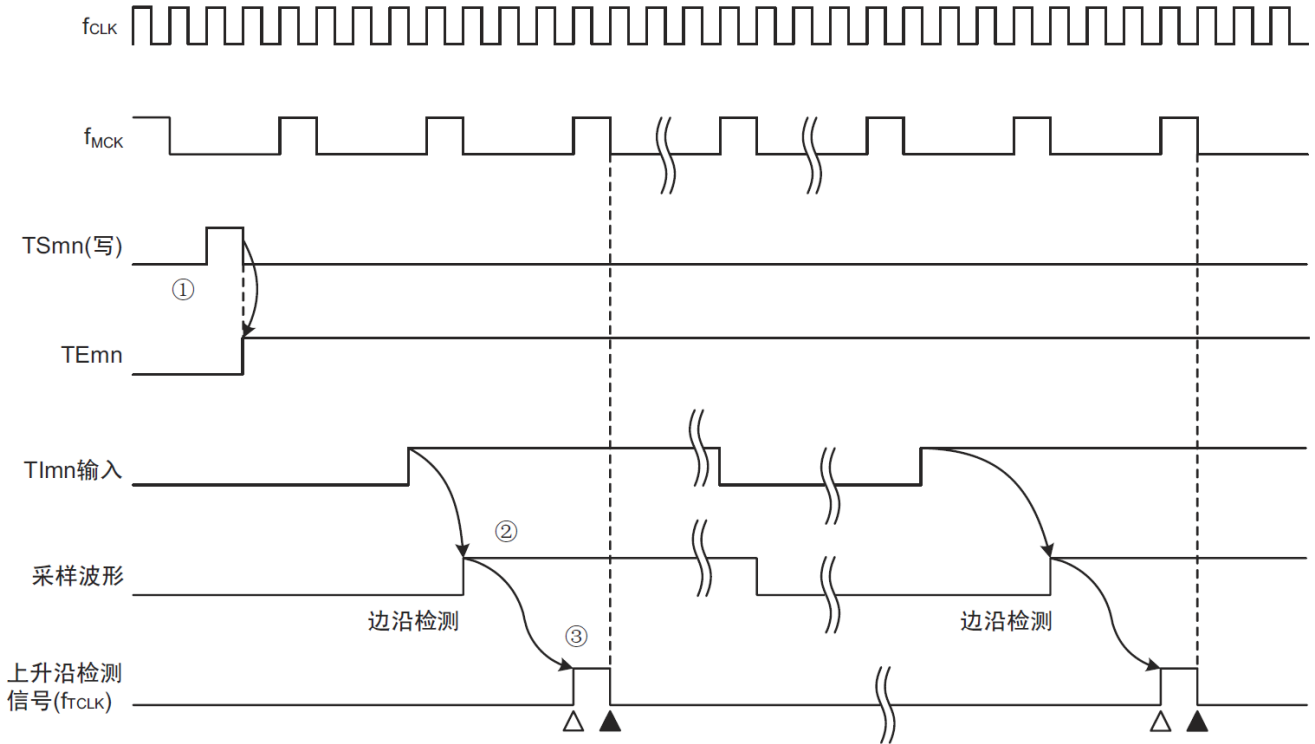 fCLK
fMCK
TSmn(写)
①
TEmn
TImn输入
②
采样波形
边沿检测 边沿检测
③
上升沿检测
信号(fTCLK)